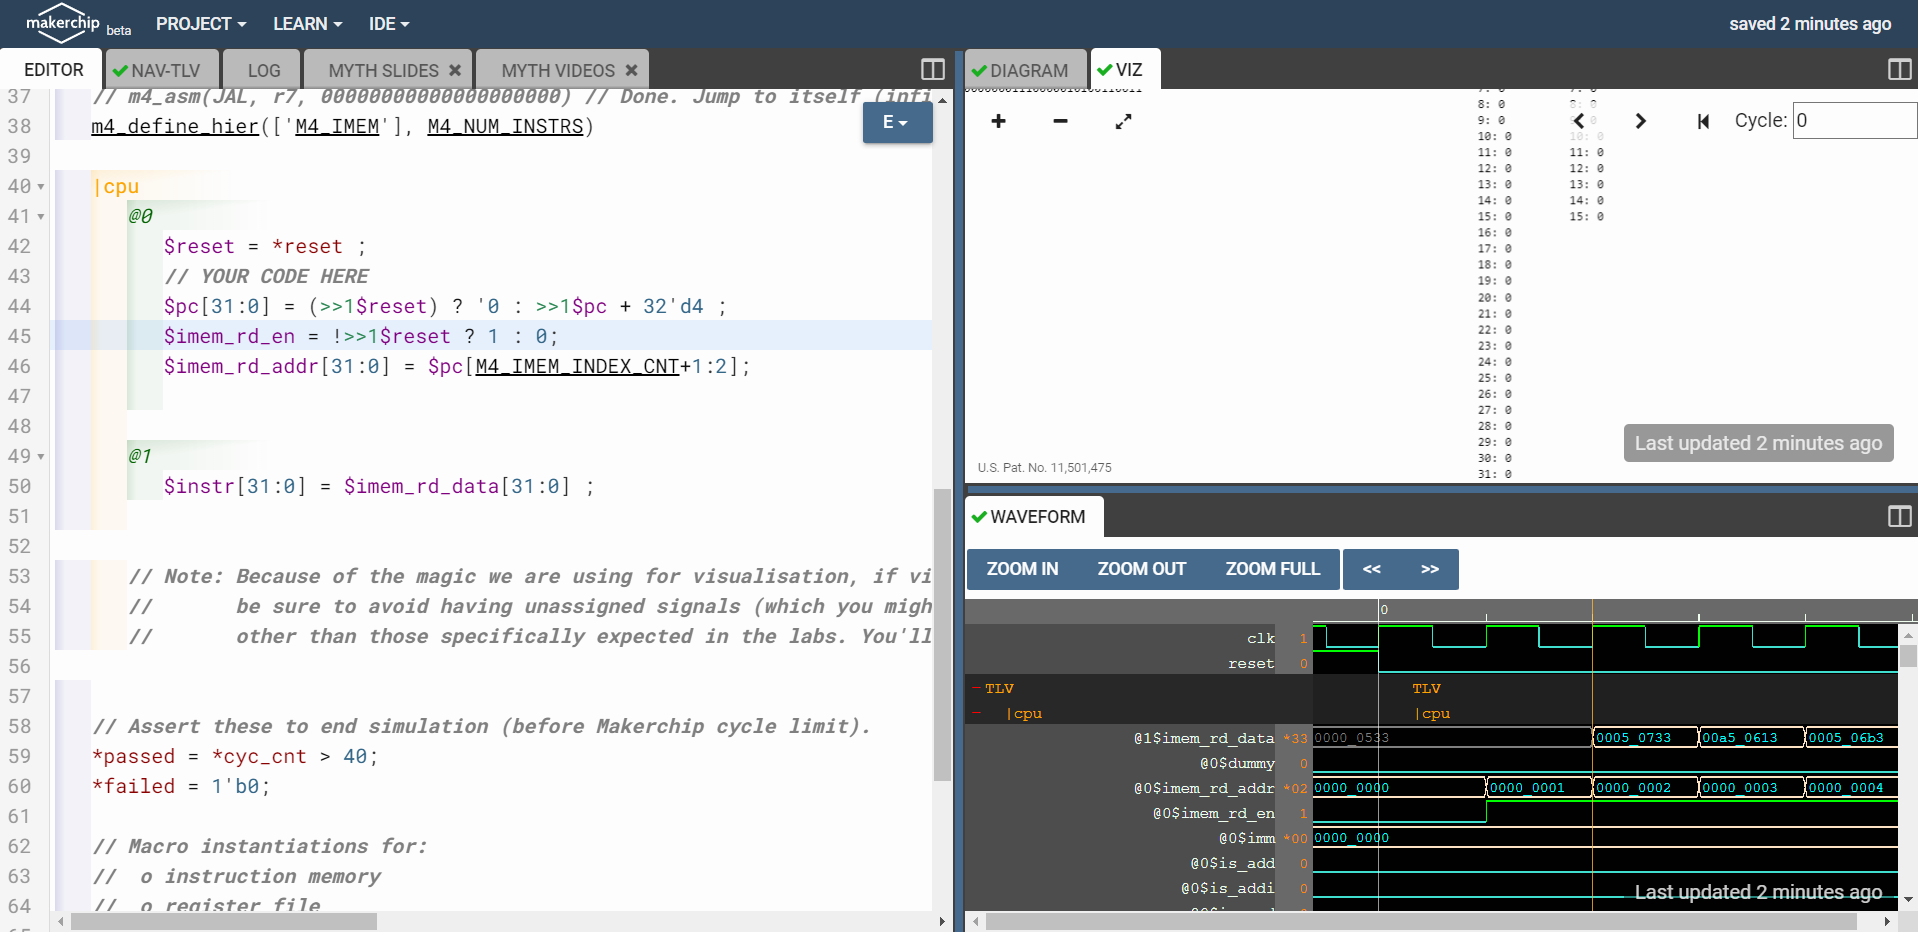 makerchip beta PROJECT LEARN IDE saved 2 minutes ago
EDITOR NAV-TLV LOG MYTH SLIDES MYTH VIDEOS
37 // m4_asm(JAL, r7, 00000000000000000000) // Done. Jump to itself (infi
38 m4_define_hier(['M4_IMEM'], M4_NUM_INSTRS)
E
39
40 |cpu
41 @0
42 $reset = *reset ;
43 // YOUR CODE HERE
44 $pc[31:0] = (>>1$reset) ? '0 : >>1$pc + 32'd4 ;
45 $imem_rd_en = !>>1$reset ? 1 : 0;
46 $imem_rd_addr[31:0] = $pc[M4_IMEM_INDEX_CNT+1:2];
47
48
49 @1
50 $instr[31:0] = $imem_rd_data[31:0] ;
51
52
53 // Note: Because of the magic we are using for visualisation, if vi
54 // be sure to avoid having unassigned signals (which you migh
55 // other than those specifically expected in the labs. You'll
56
57
58 // Assert these to end simulation (before Makerchip cycle limit).
59 *passed = *cyc_cnt > 40;
60 *failed = 1'b0;
61
62 // Macro instantiations for:
63 // o instruction memory
64 // o register file
DIAGRAM VIZ
Cycle: 0
8: 0 8: 0
9: 0
10: 0 10: 0
11: 0 11: 0
12: 0 12: 0
13: 0 13: 0
14: 0 14: 0
15: 0 15: 0
16: 0
17: 0
18: 0
19: 0
20: 0
21: 0
22: 0
23: 0
24: 0
25: 0
26: 0
27: 0
28: 0
29: 0
30: 0
31: 0
Last updated 2 minutes ago
U.S. Pat. No. 11,501,475
WAVEFORM
ZOOM IN ZOOM OUT ZOOM FULL << >>
0
clk 1
reset 0
TLV TLV
|cpu |cpu
@1$imem_rd_data *33 0000_0533 0005_0733 00a5_0613 0005_06b3
@0$dummy 0
@0$imem_rd_addr *02 0000_0000 0000_0001 0000_0002 0000_0003 0000_0004
@0$imem_rd_en 1
@0$imm *00 0000_0000
@0$is_add 0
@0$is_addi 0
Last updated 2 minutes ago